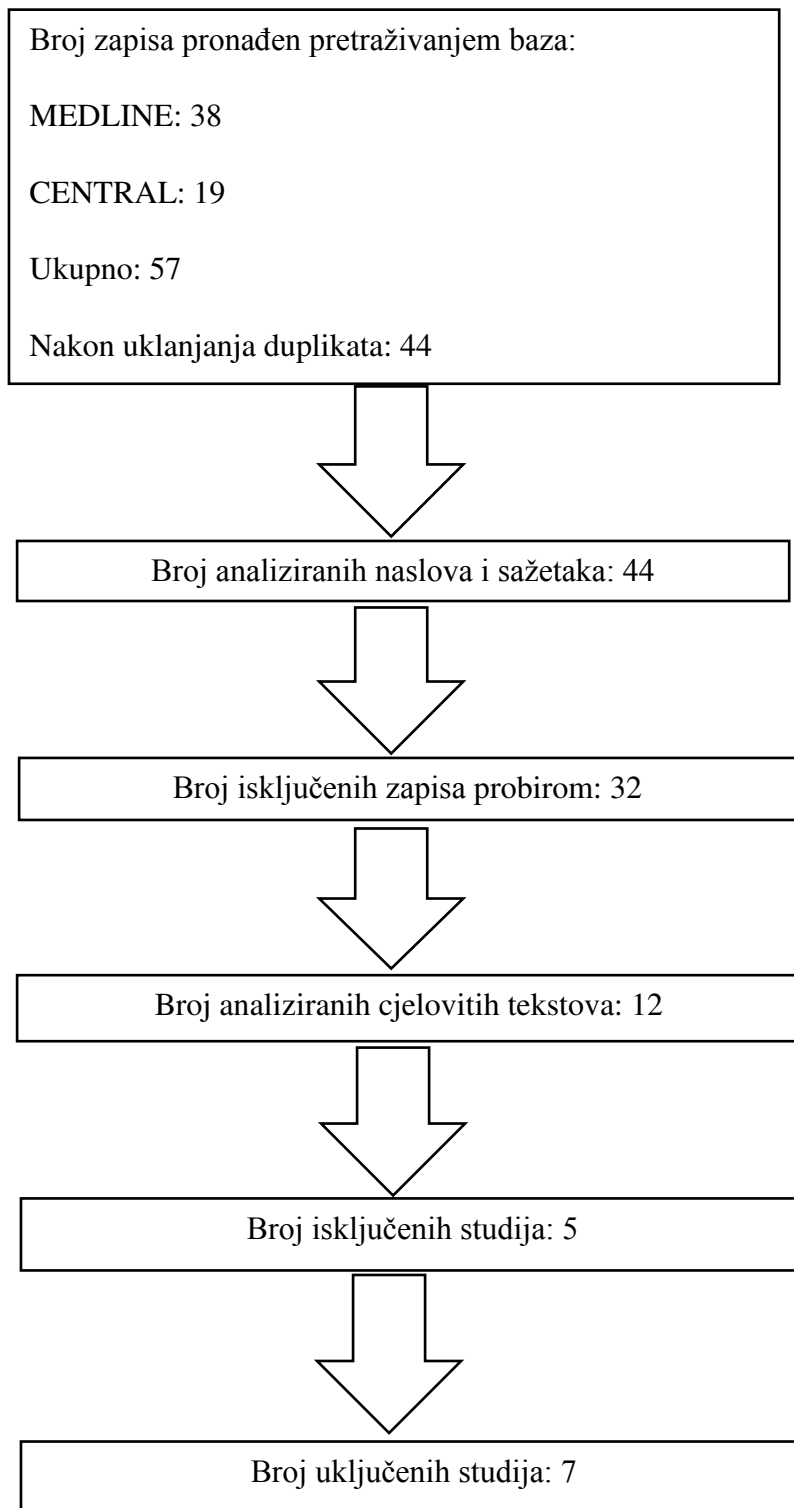 Broj zapisa pronađen pretraživanjem baza:
MEDLINE: 38
CENTRAL: 19
Ukupno: 57
Nakon uklanjanja duplikata: 44
Broj analiziranih naslova i sažetaka: 44
Broj isključenih zapisa probirom: 32
Broj analiziranih cjelovitih tekstova: 12
Broj isključenih studija: 5
Broj uključenih studija: 7